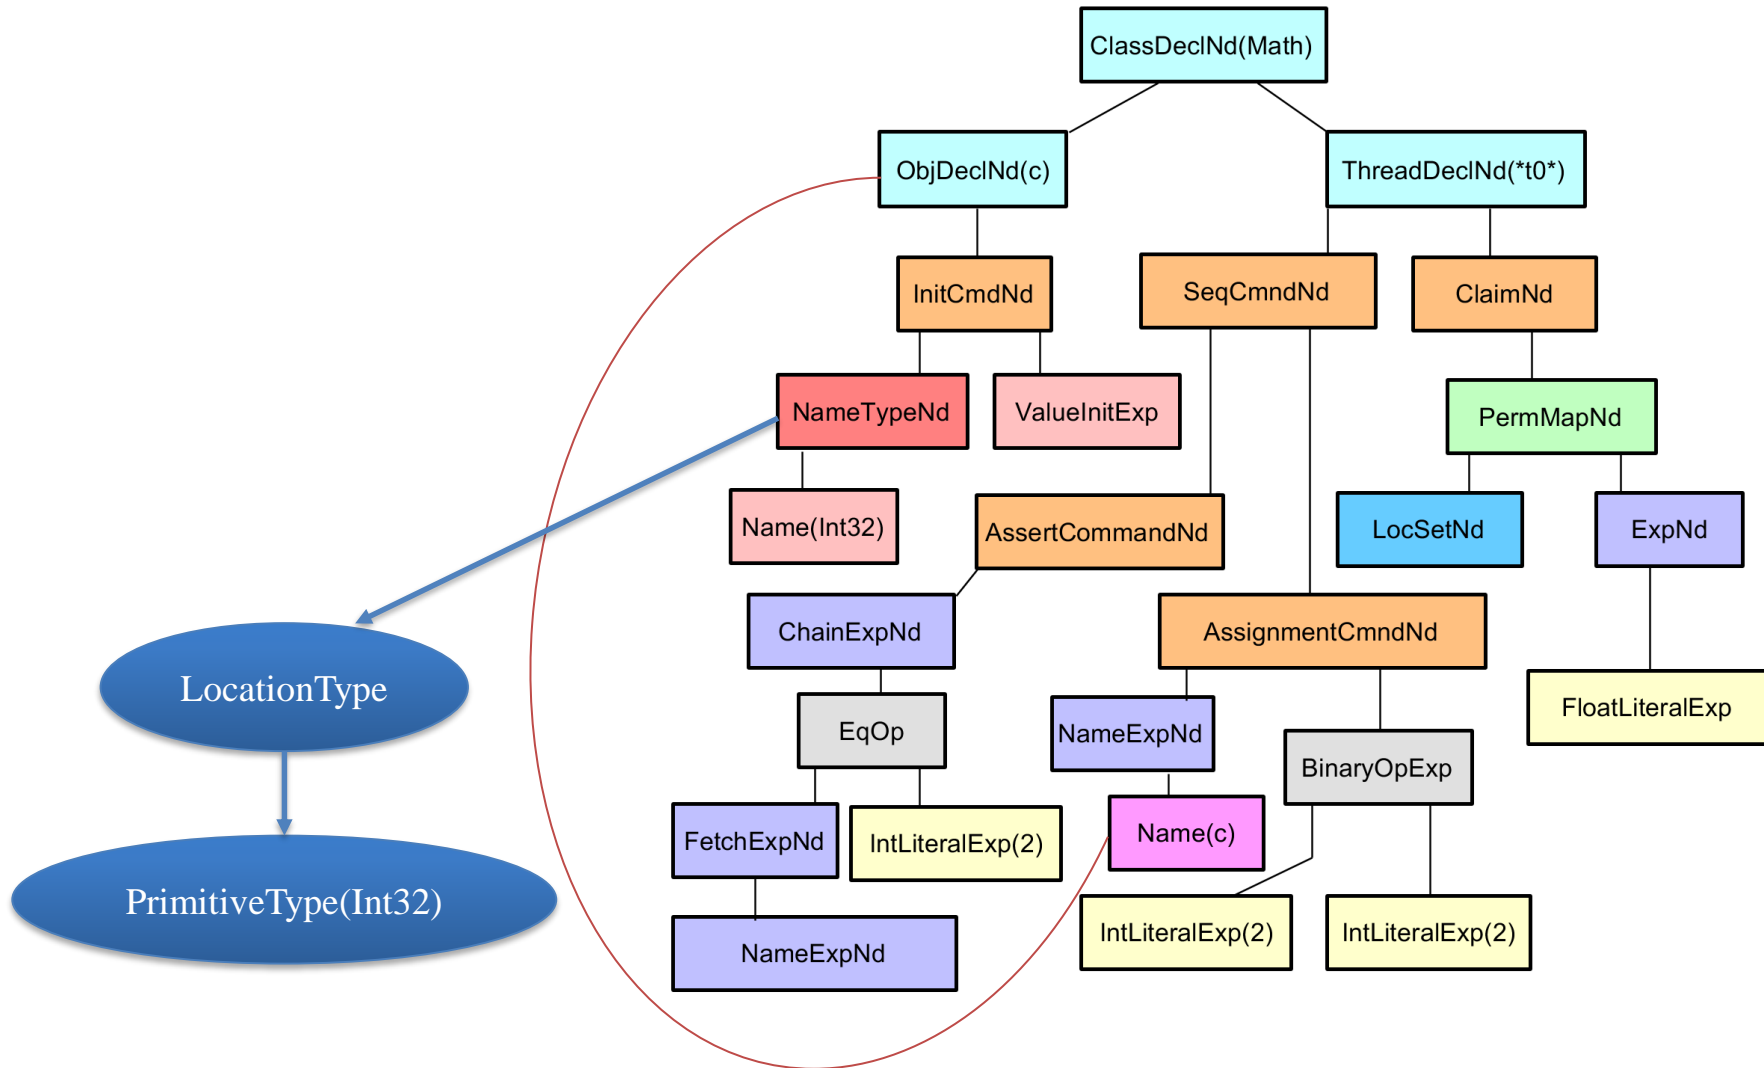 ClassDeclNd(Math)
ObjDeclNd(c)
ThreadDeclNd(*t0*)
InitCmdNd
SeqCmndNd
ClaimNd
NameTypeNd
ValueInitExp
PermMapNd
Name(Int32)
AssertCommandNd
LocSetNd
ExpNd
ChainExpNd
AssignmentCmndNd
LocationType
FloatLiteralExp
EqOp
NameExpNd
BinaryOpExp
FetchExpNd
IntLiteralExp(2)
Name(c)
PrimitiveType(Int32)
IntLiteralExp(2)
IntLiteralExp(2)
NameExpNd